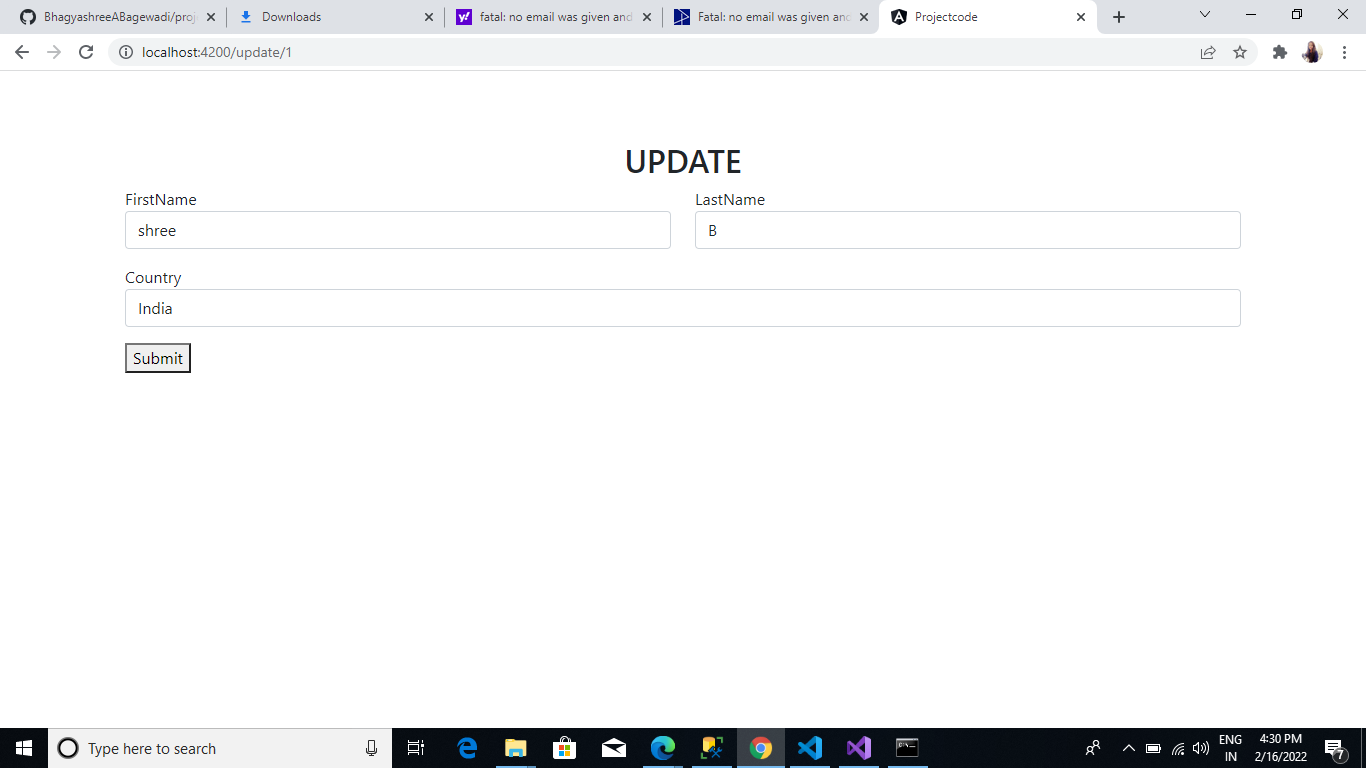 BhagyashreeABagewadi/proj
Downloads
fatal: no email was given and
Fatal: no email was given and
Projectcode
localhost:4200/update/1
UPDATE
FirstName
LastName
shree
B
Country
India
Submit
Type here to search
ENG
IN
4:30 PM
2/16/2022
7